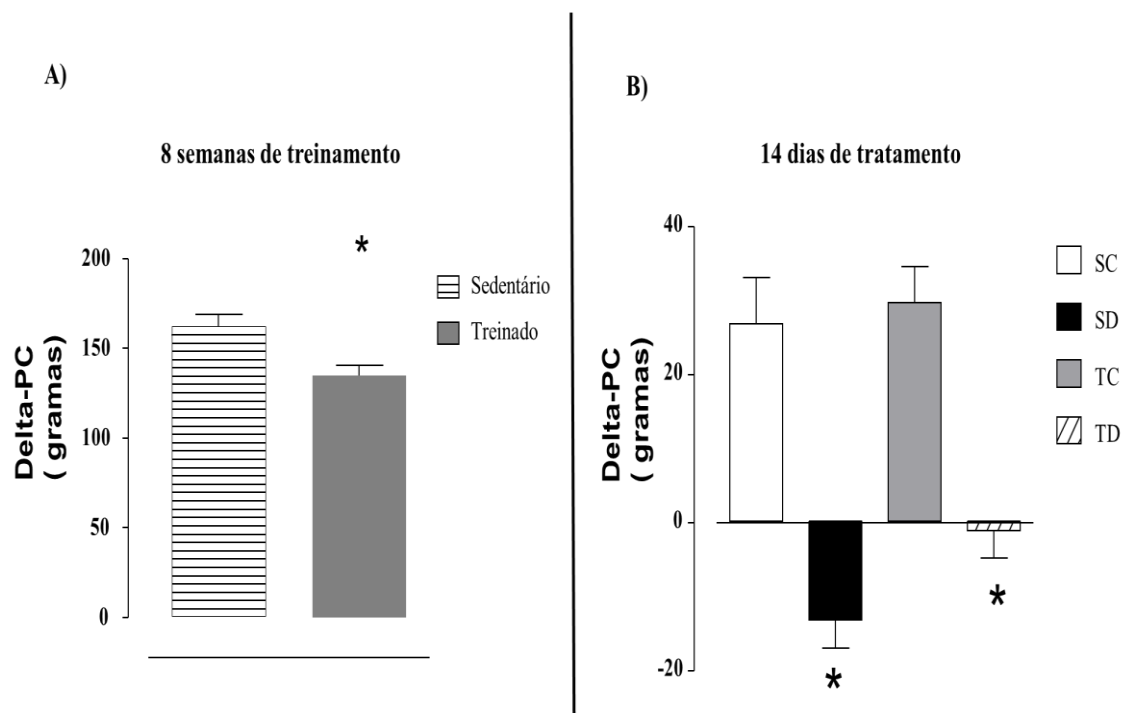 A)
8 semanas de treinamento
*
200
150
100
50
0
Delta-PC
( gramas)
Sedentário
Treinado
B)
14 dias de tratamento
40
20
0
-20
Delta-PC
( gramas)
*
*
SC
SD
TC
TD